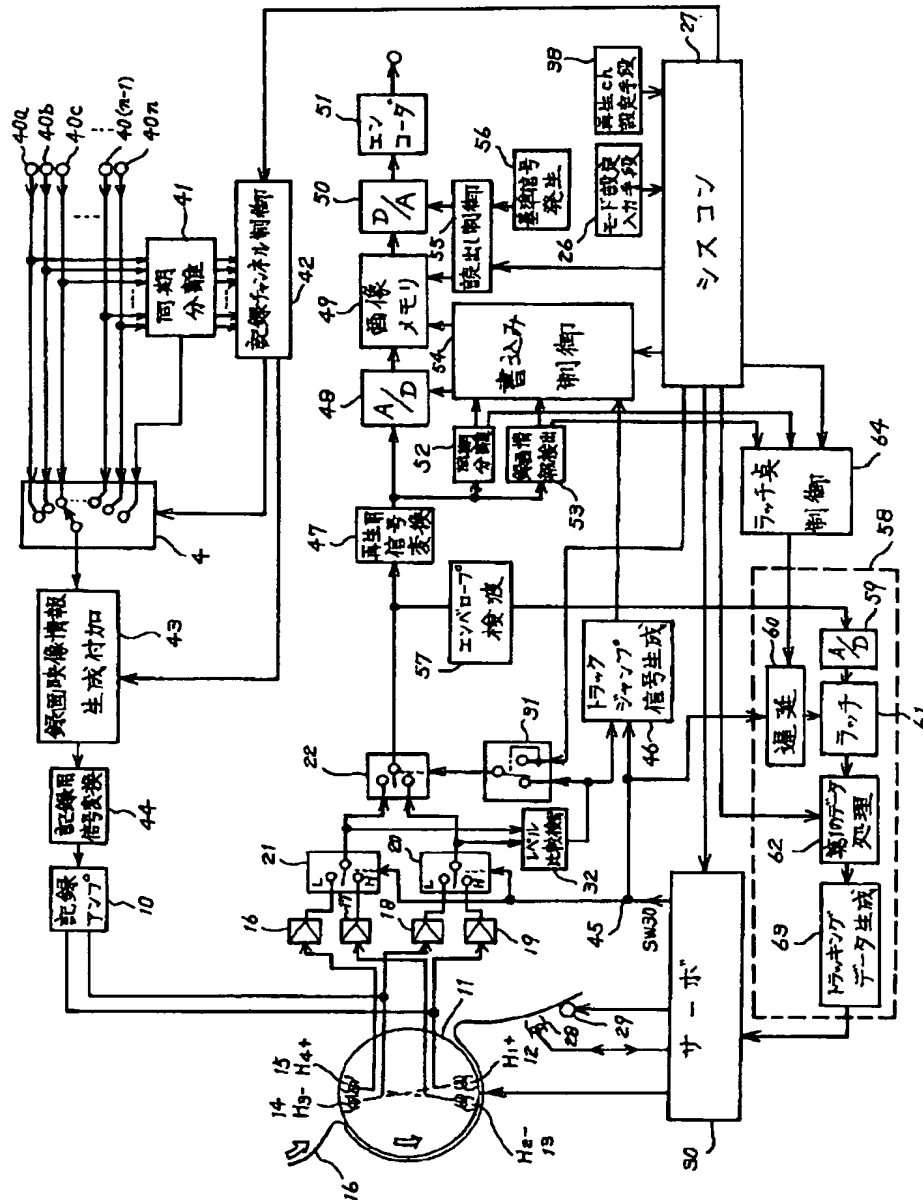 40a
40b
40c
40(n-1)
40n
同期
分離
41
記録チャンネル制御
42
4
録画映像情報
生成付加
43
記録用
信号変換
44
記録
アンプ
10
エンコーダ
51
D/A
50
画像
メモリ
49
A/D
48
読出し制御
55
基準信号
発生
56
書込み
制御
54
52
録画情
報検出
53
再生用
信号変換
47
エンベロープ
検波
57
トラック
ジャンプ
信号生成
46
22
31
レベル
比較検出
32
21
L
H
20
L
H
16
17
18
19
45
SW30
11
15
H4+
14
H3-
H1+
H2-
13
12
28
29
16
サーボ
30
再生ch
設定手段
38
モード設定
入力手段
26
シスコン
27
ラッチ点
制御
64
58
A/D
59
遅延
60
ラッチ
61
第1のデータ
処理
62
トラッキング
データ生成
63